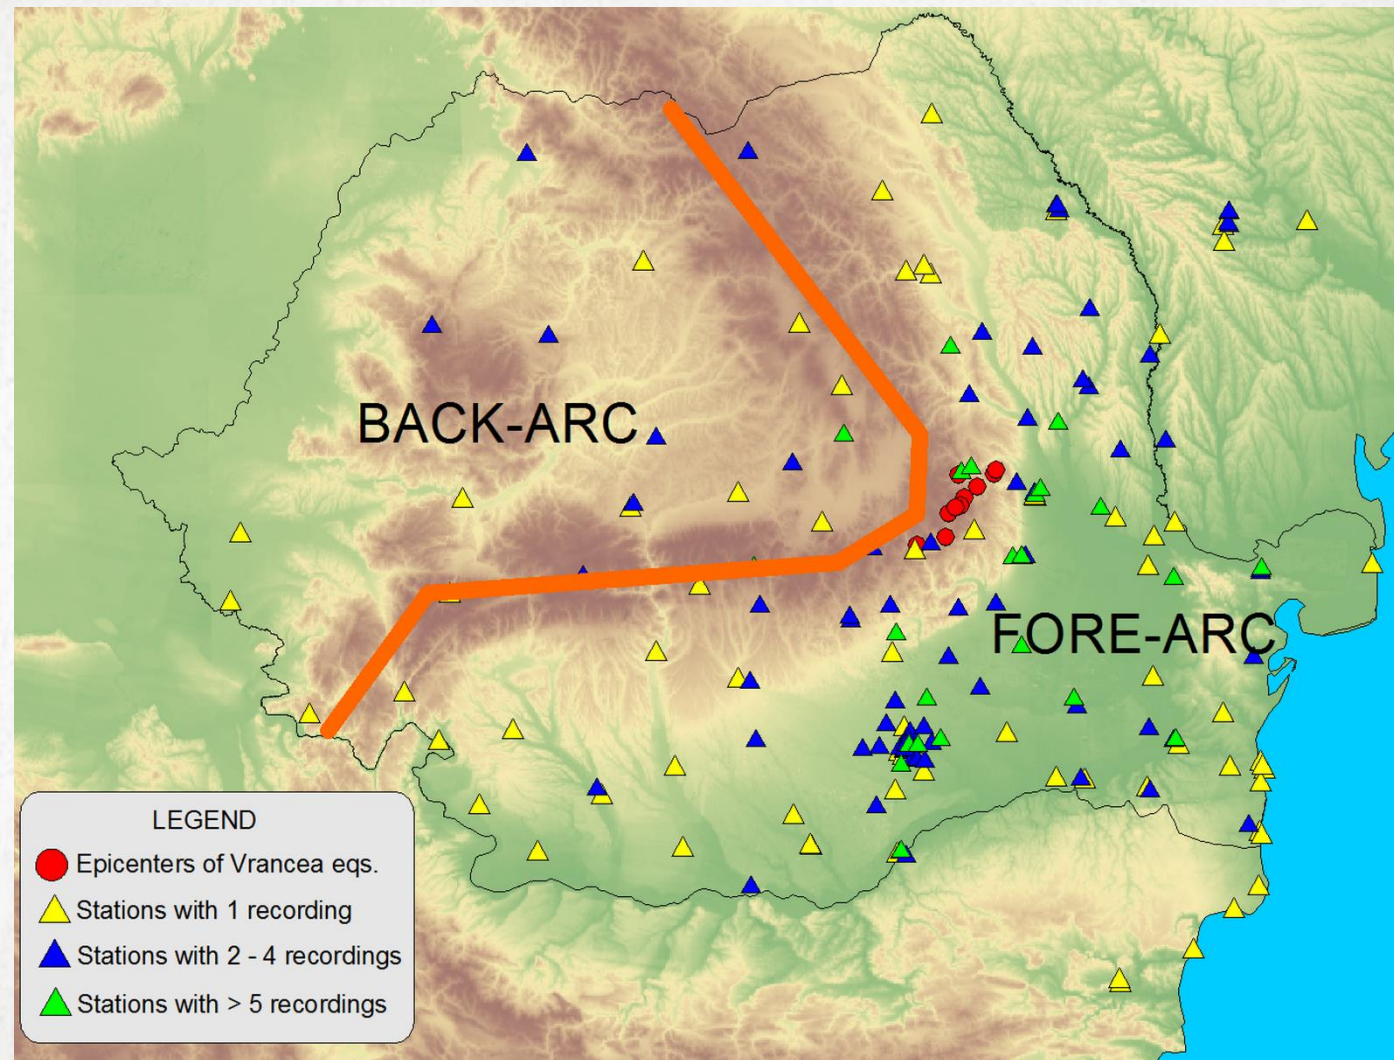 BACK-ARC
FORE-ARC
LEGEND
Epicenters of Vrancea eqs.
Stations with 1 recording
Stations with 2 - 4 recordings
Stations with > 5 recordings